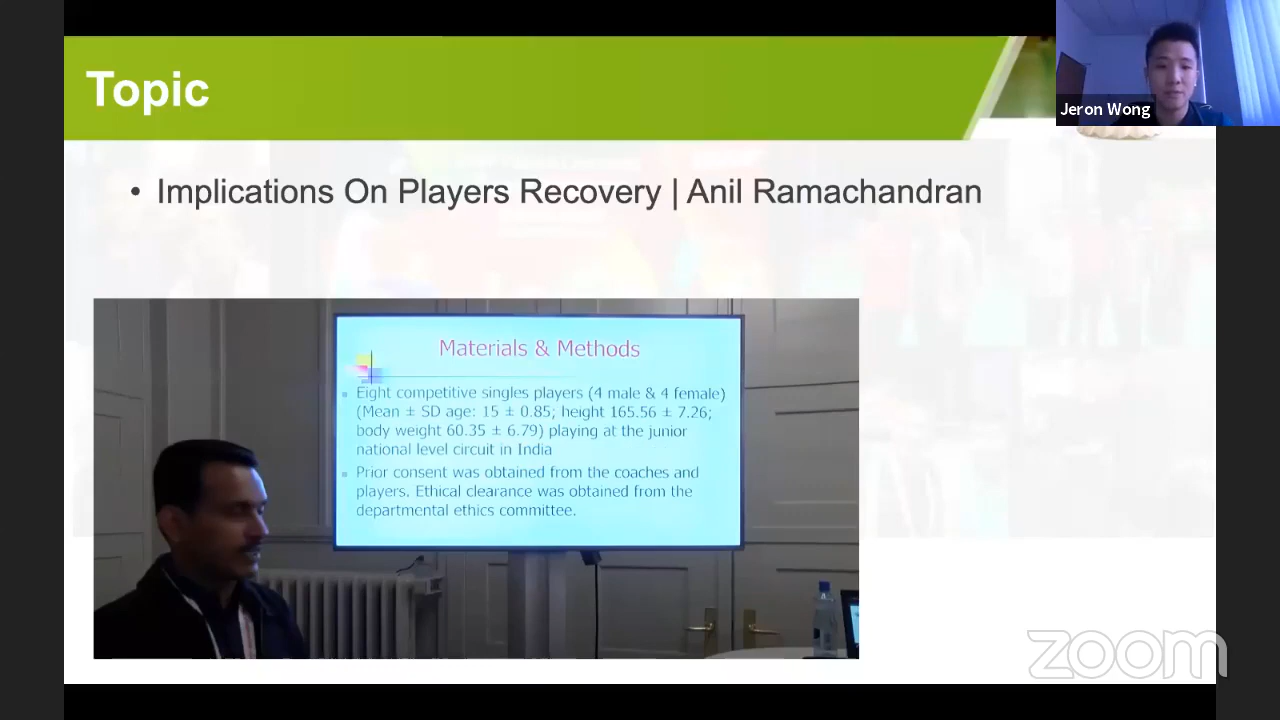 Topic
Jeron Wong
• Implications On Players Recovery | Anil Ramachandran
Materials & Methods
Eight competitive singles players (4 male & 4 female)
(Mean ± SD age: 15 ± 0.85; height 165.56 ± 7.26;
body weight 60.35 ± 6.79) playing at the junior
national level circuit in India
Prior consent was obtained from the coaches and
players. Ethical clearance was obtained from the
departmental ethics committee.
zoom